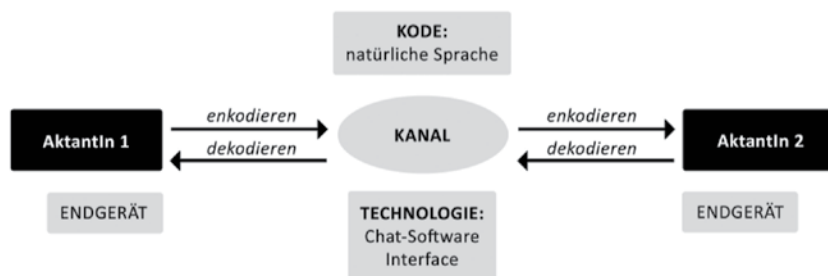 KODE:
natürliche Sprache
enkodieren
enkodieren
AktantIn 1
KANAL
AktantIn 2
dekodieren
dekodieren
ENDGERÄT
TECHNOLOGIE:
ENDGERÄT
Chat-Software
Interface